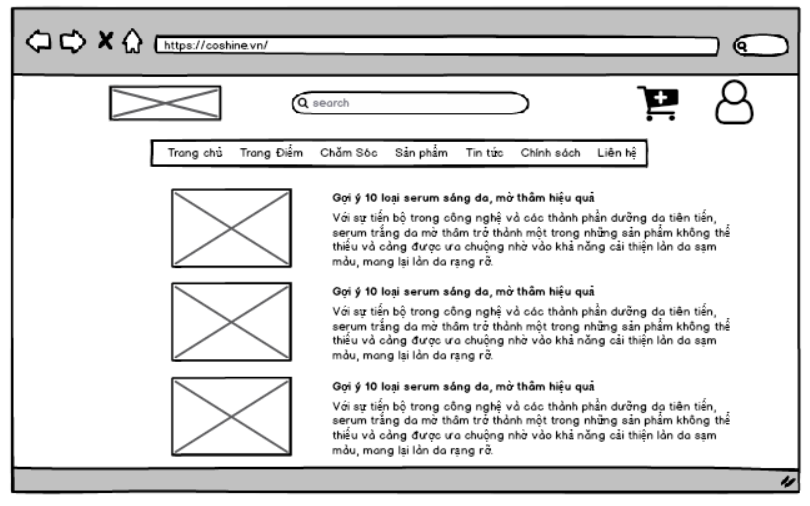 https://coshine.vn/
search
Trang chủ Trang Điểm Chăm Sóc Sản phẩm Tin tức Chính sách Liên hệ
Gợi ý 10 loại serum sáng da, mờ thâm hiệu quả
Với sự tiến bộ trong công nghệ và các thành phần dưỡng da tiên tiến,
serum trắng da mờ thâm trở thành một trong những sản phẩm không thể
thiếu và càng được ưa chuộng nhờ vào khả năng cải thiện làn da sạm
màu, mang lại làn da rạng rỡ.
Gợi ý 10 loại serum sáng da, mờ thâm hiệu quả
Với sự tiến bộ trong công nghệ và các thành phần dưỡng da tiên tiến,
serum trắng da mờ thâm trở thành một trong những sản phẩm không thể
thiếu và càng được ưa chuộng nhờ vào khả năng cải thiện làn da sạm
màu, mang lại làn da rạng rỡ.
Gợi ý 10 loại serum sáng da, mờ thâm hiệu quả
Với sự tiến bộ trong công nghệ và các thành phần dưỡng da tiên tiến,
serum trắng da mờ thâm trở thành một trong những sản phẩm không thể
thiếu và càng được ưa chuộng nhờ vào khả năng cải thiện làn da sạm
màu, mang lại làn da rạng rỡ.